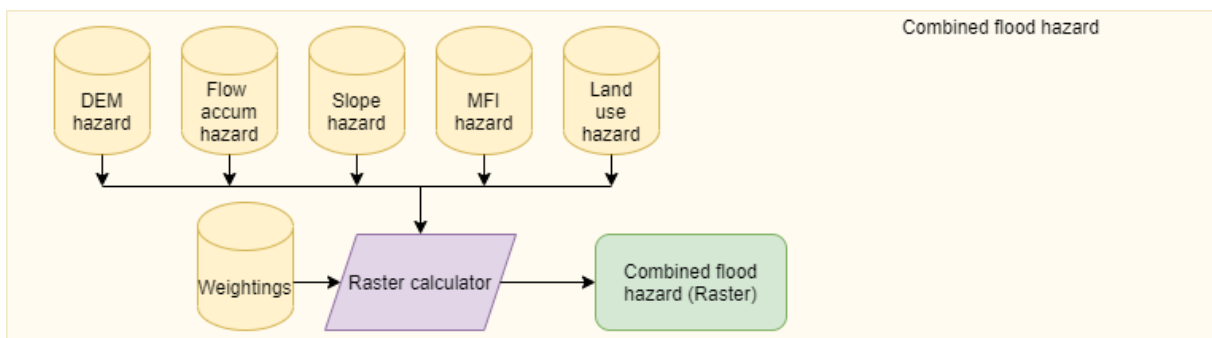 Combined flood hazard
DEM
hazard
Flow
accum
hazard
Slope
hazard
MFI
hazard
Land
use
hazard
Weightings
Raster calculator
Combined flood
hazard (Raster)